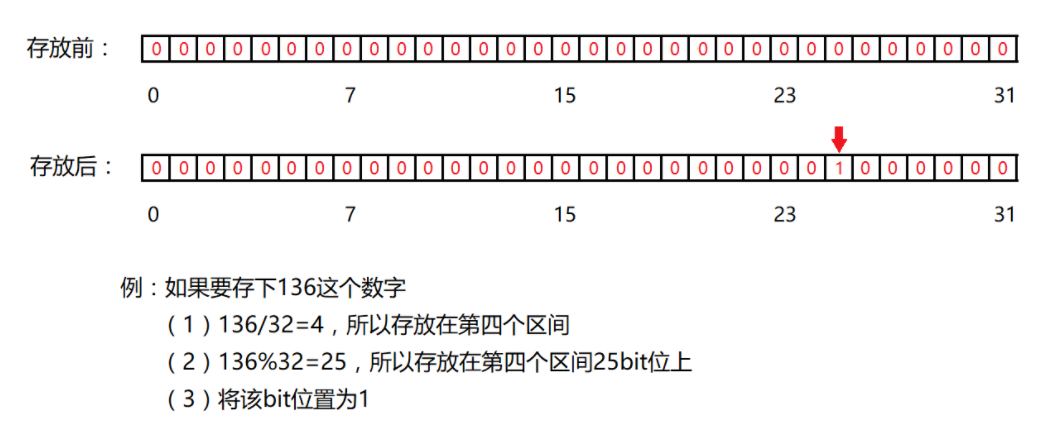 存放前： 0 0 0 0 0 0 0 0 0 0 0 0 0 0 0 0 0 0 0 0 0 0 0 0 0 0 0 0 0 0 0 0
0 7 15 23 31
存放后： 0 0 0 0 0 0 0 0 0 0 0 0 0 0 0 0 0 0 0 0 0 0 0 0 0 1 0 0 0 0 0 0
0 7 15 23 31
例：如果要存下136这个数字
（1）136/32=4，所以存放在第四个区间
（2）136%32=25，所以存放在第四个区间25bit位上
（3）将该bit位置为1